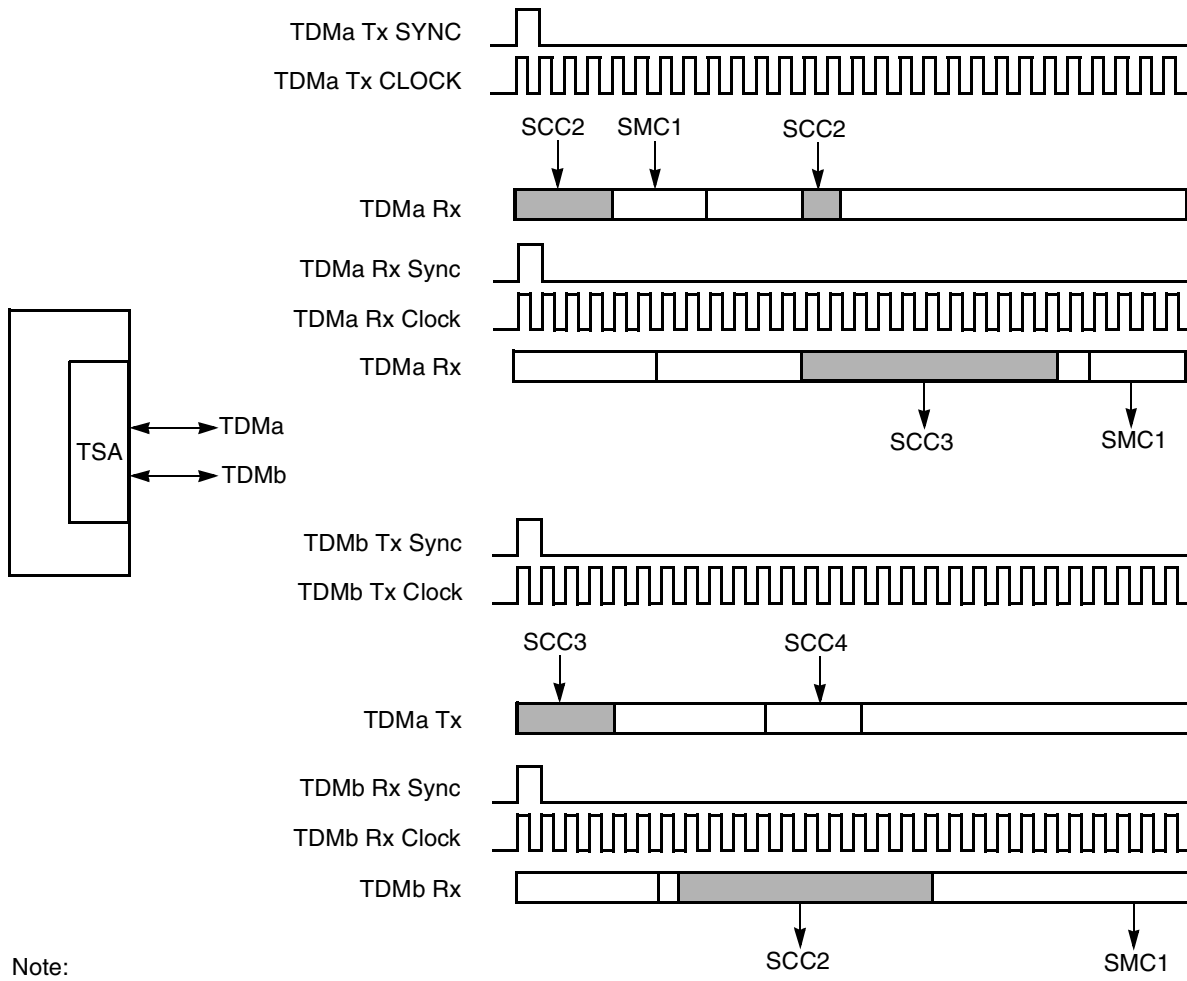 TDMa Tx SYNC
TDMa Tx CLOCK
SCC2 SMC1 SCC2
TDMa Rx
TDMa Rx Sync
TDMa Rx Clock
TDMa Rx
SCC3 SMC1
TSA
TDMa
TDMb
TDMb Tx Sync
TDMb Tx Clock
SCC3 SCC4
TDMa Tx
TDMb Rx Sync
TDMb Rx Clock
TDMb Rx
SCC2 SMC1
Note: